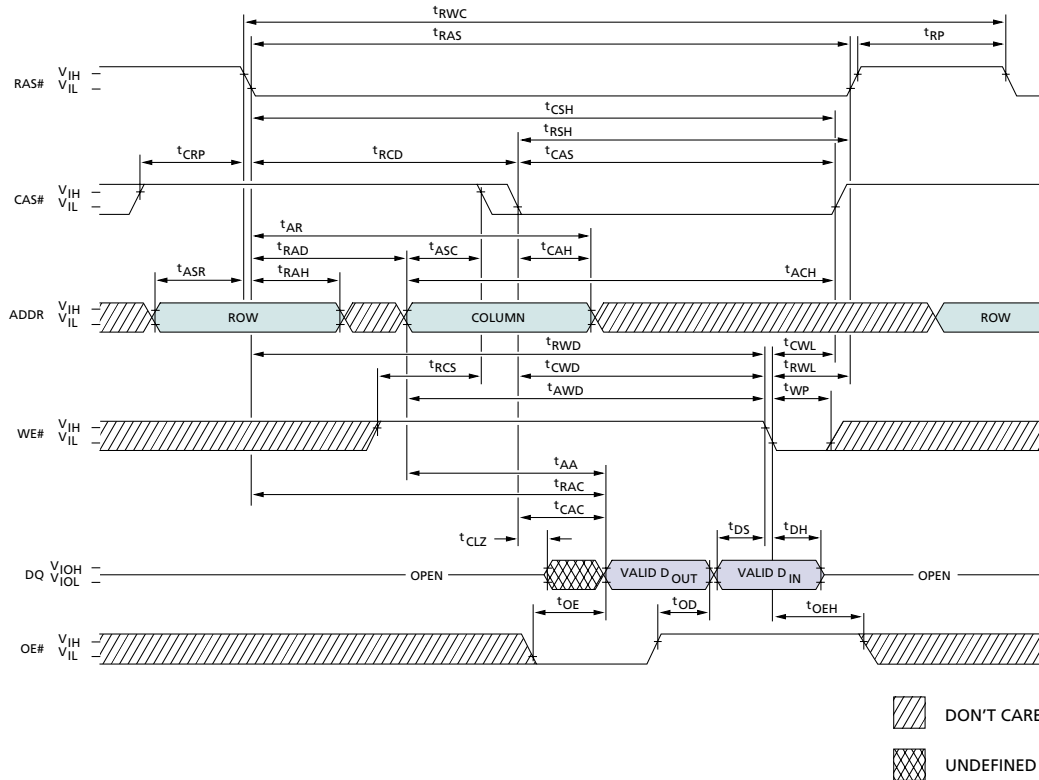 tRWC
tRAS tRP
RAS# VIH
VIL
tCSH
tRSH
tCRP tRCD tCAS
CAS# VIH
VIL
tAR
tRAD tASC tCAH
tASR tRAH tACH
ADDR VIH
VIL
ROW COLUMN ROW
tRWD tCWL
tRCS tCWD tRWL
tAWD tWP
WE# VIH
VIL
tAA
tRAC
tCAC
tCLZ tDS tDH
DQ VIOH
VIOL
OPEN VALID DOUT VALID DIN OPEN
tOE tOD tOEH
OE# VIH
VIL
DON'T CARE
UNDEFINED